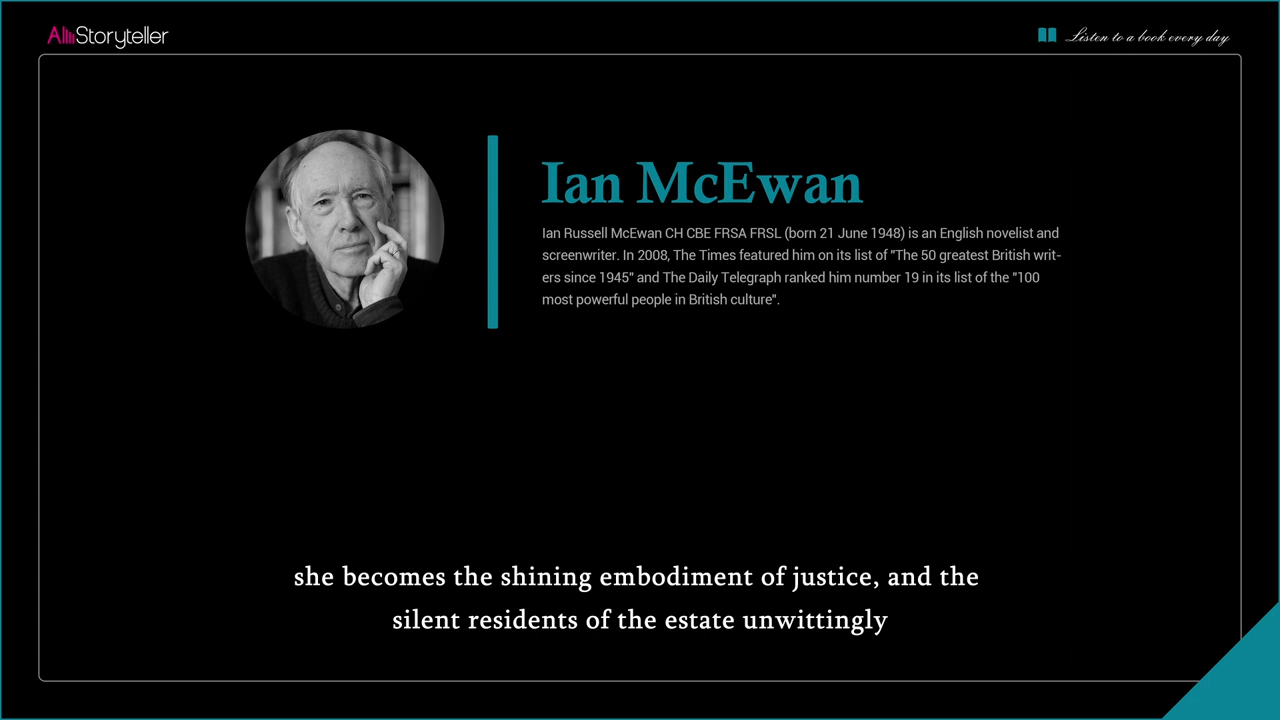 AllStoryteller
Listen to a book every day
Ian McEwan
Ian Russell McEwan CH CBE FRSA FRSL (born 21 June 1948) is an English novelist and
screenwriter. In 2008, The Times featured him on its list of "The 50 greatest British writ-
ers since 1945" and The Daily Telegraph ranked him number 19 in its list of the "100
most powerful people in British culture".
she becomes the shining embodiment of justice, and the
silent residents of the estate unwittingly